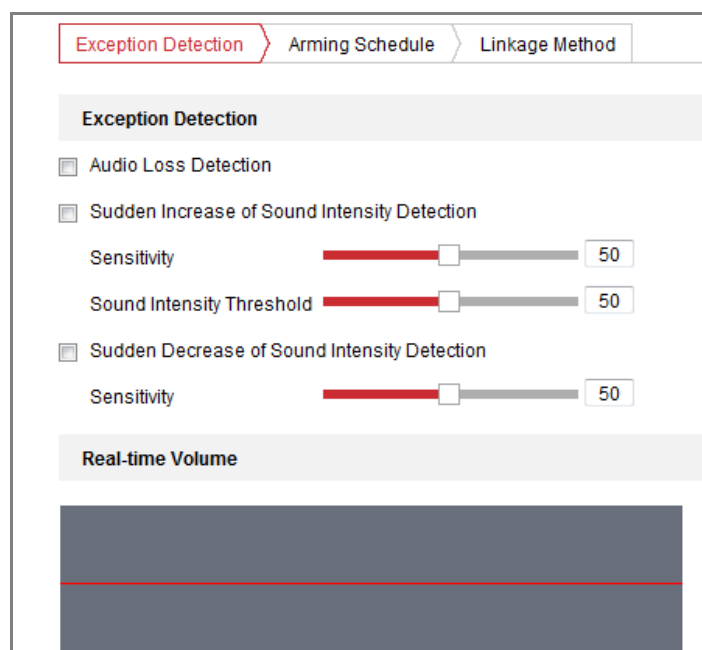 Exception Detection Arming Schedule Linkage Method
Exception Detection
Audio Loss Detection
Sudden Increase of Sound Intensity Detection
Sensitivity 50
Sound Intensity Threshold 50
Sudden Decrease of Sound Intensity Detection
Sensitivity 50
Real-time Volume